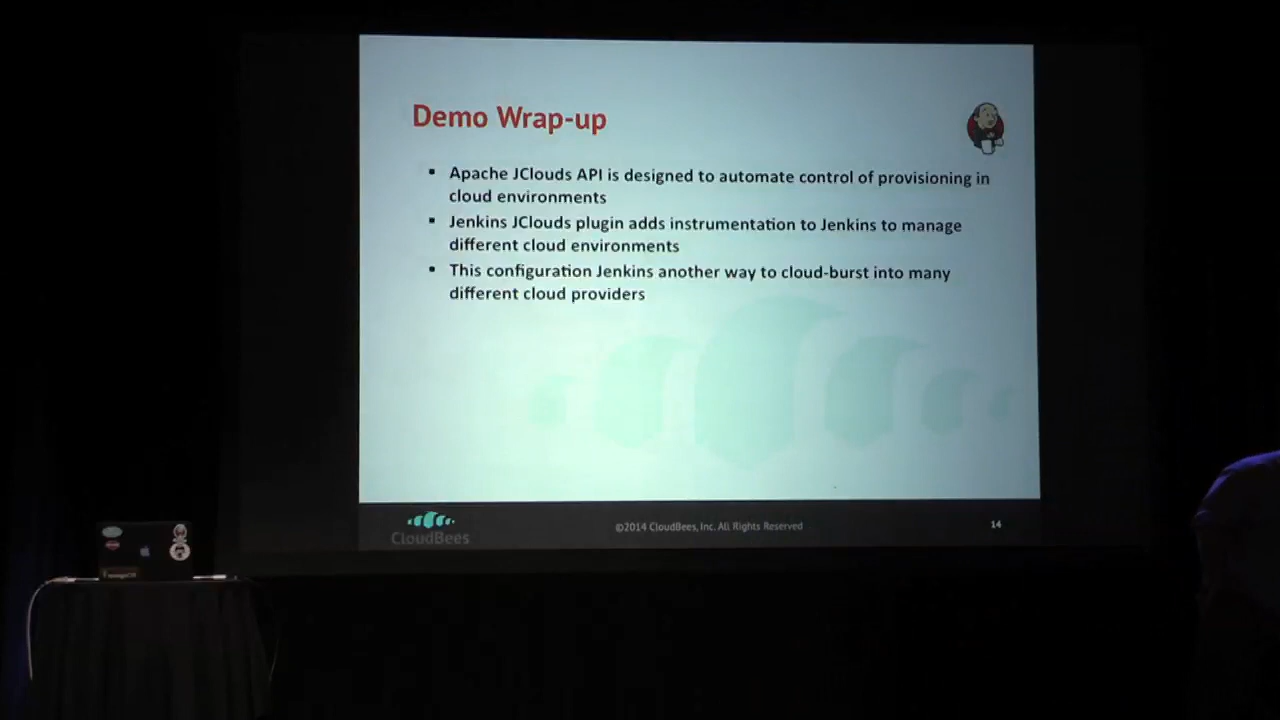 Demo Wrap-up
Apache JClouds API is designed to automate control of provisioning in
cloud environments
Jenkins JClouds plugin adds instrumentation to Jenkins to manage
different cloud environments
This configuration Jenkins another way to cloud-burst into many
different cloud providers
CloudBees
©2014 CloudBees, Inc. All Rights Reserved
14